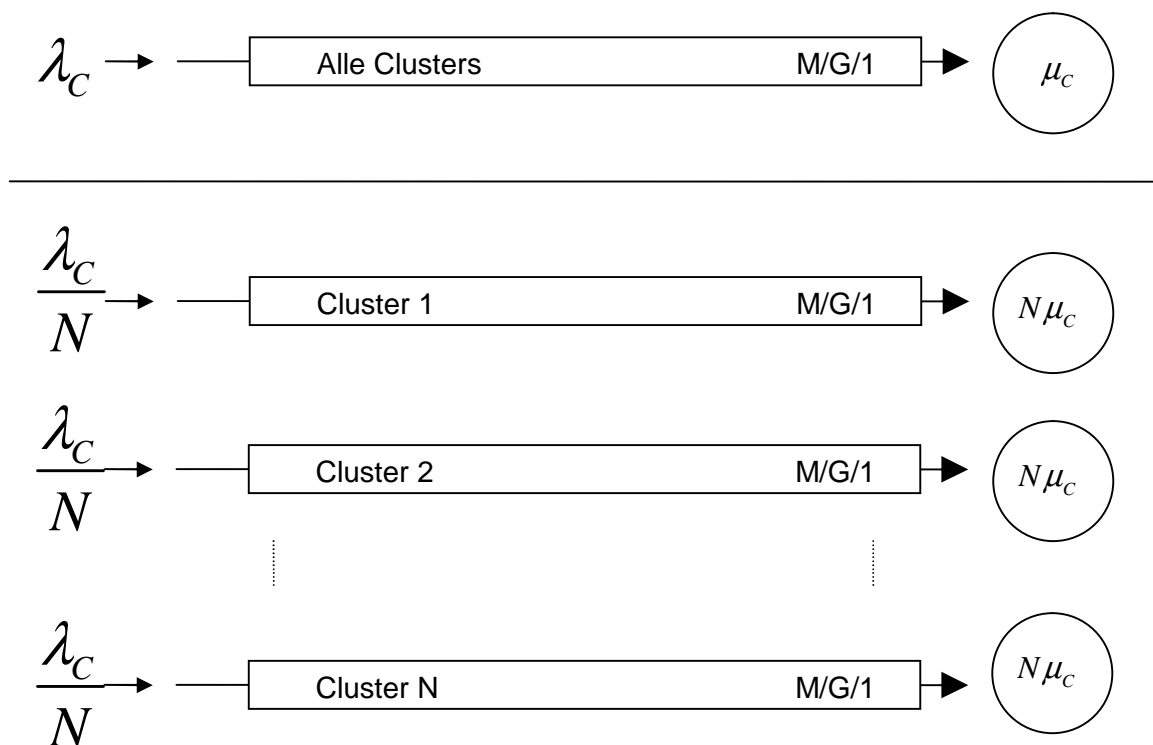 λ_C Alle Clusters M/G/1 μ_C
λ_C/N Cluster 1 M/G/1 Nμ_C
λ_C/N Cluster 2 M/G/1 Nμ_C
λ_C/N Cluster N M/G/1 Nμ_C